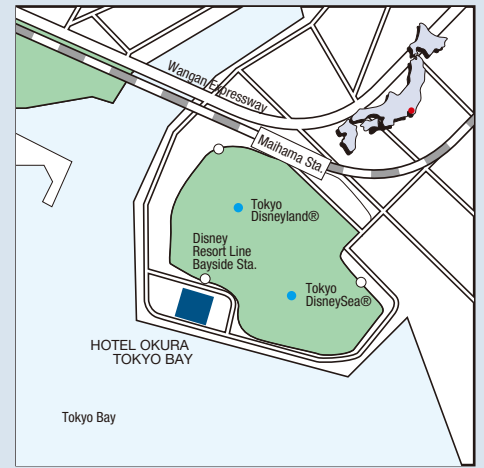 Wangan Expressway
Maihama Sta.
Tokyo
Disneyland®
Disney
Resort Line
Bayside Sta.
Tokyo
DisneySea®
HOTEL OKURA
TOKYO BAY
Tokyo Bay